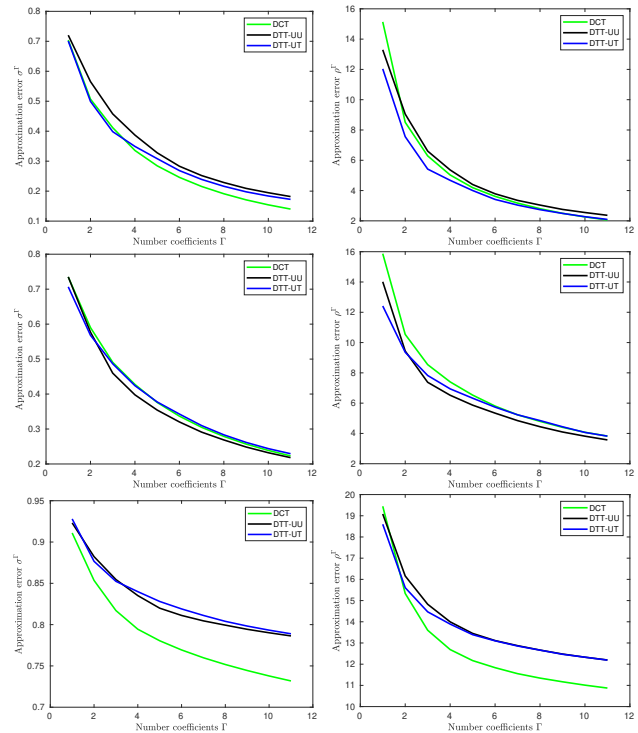 0.8
0.7
0.6
0.5
0.4
0.3
0.2
0.1
0 2 4 6 8 10 12
Approximation error σ^Γ
Number coefficients Γ
DCT
DTT-UU
DTT-UT
16
14
12
10
8
6
4
2
0 2 4 6 8 10 12
Approximation error ρ^Γ
Number coefficients Γ
DCT
DTT-UU
DTT-UT
0.8
0.7
0.6
0.5
0.4
0.3
0.2
0 2 4 6 8 10 12
Approximation error σ^Γ
Number coefficients Γ
DCT
DTT-UU
DTT-UT
16
14
12
10
8
6
4
2
0 2 4 6 8 10 12
Approximation error ρ^Γ
Number coefficients Γ
DCT
DTT-UU
DTT-UT
0.95
0.9
0.85
0.8
0.75
0.7
0 2 4 6 8 10 12
Approximation error σ^Γ
Number coefficients Γ
DCT
DTT-UU
DTT-UT
20
19
18
17
16
15
14
13
12
11
10
0 2 4 6 8 10 12
Approximation error ρ^Γ
Number coefficients Γ
DCT
DTT-UU
DTT-UT